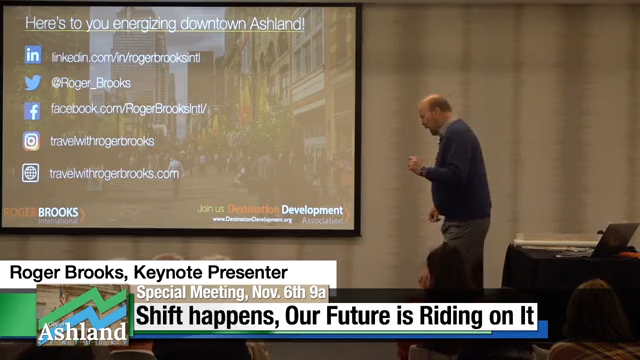 Here's to you energizing downtown Ashland!
linkedin.com/in/rogerbrooksintl
@Roger_Brooks
facebook.com/RogerBrooksIntl/
travelwithrogerbrooks
travelwithrogerbrooks.com
ROGER BROOKS
International
Join us Destination Development
www.DestinationDevelopment.org Association
Roger Brooks, Keynote Presenter
Special Meeting, Nov. 6th 9a
Shift happens, Our Future is Riding on It
Ashland